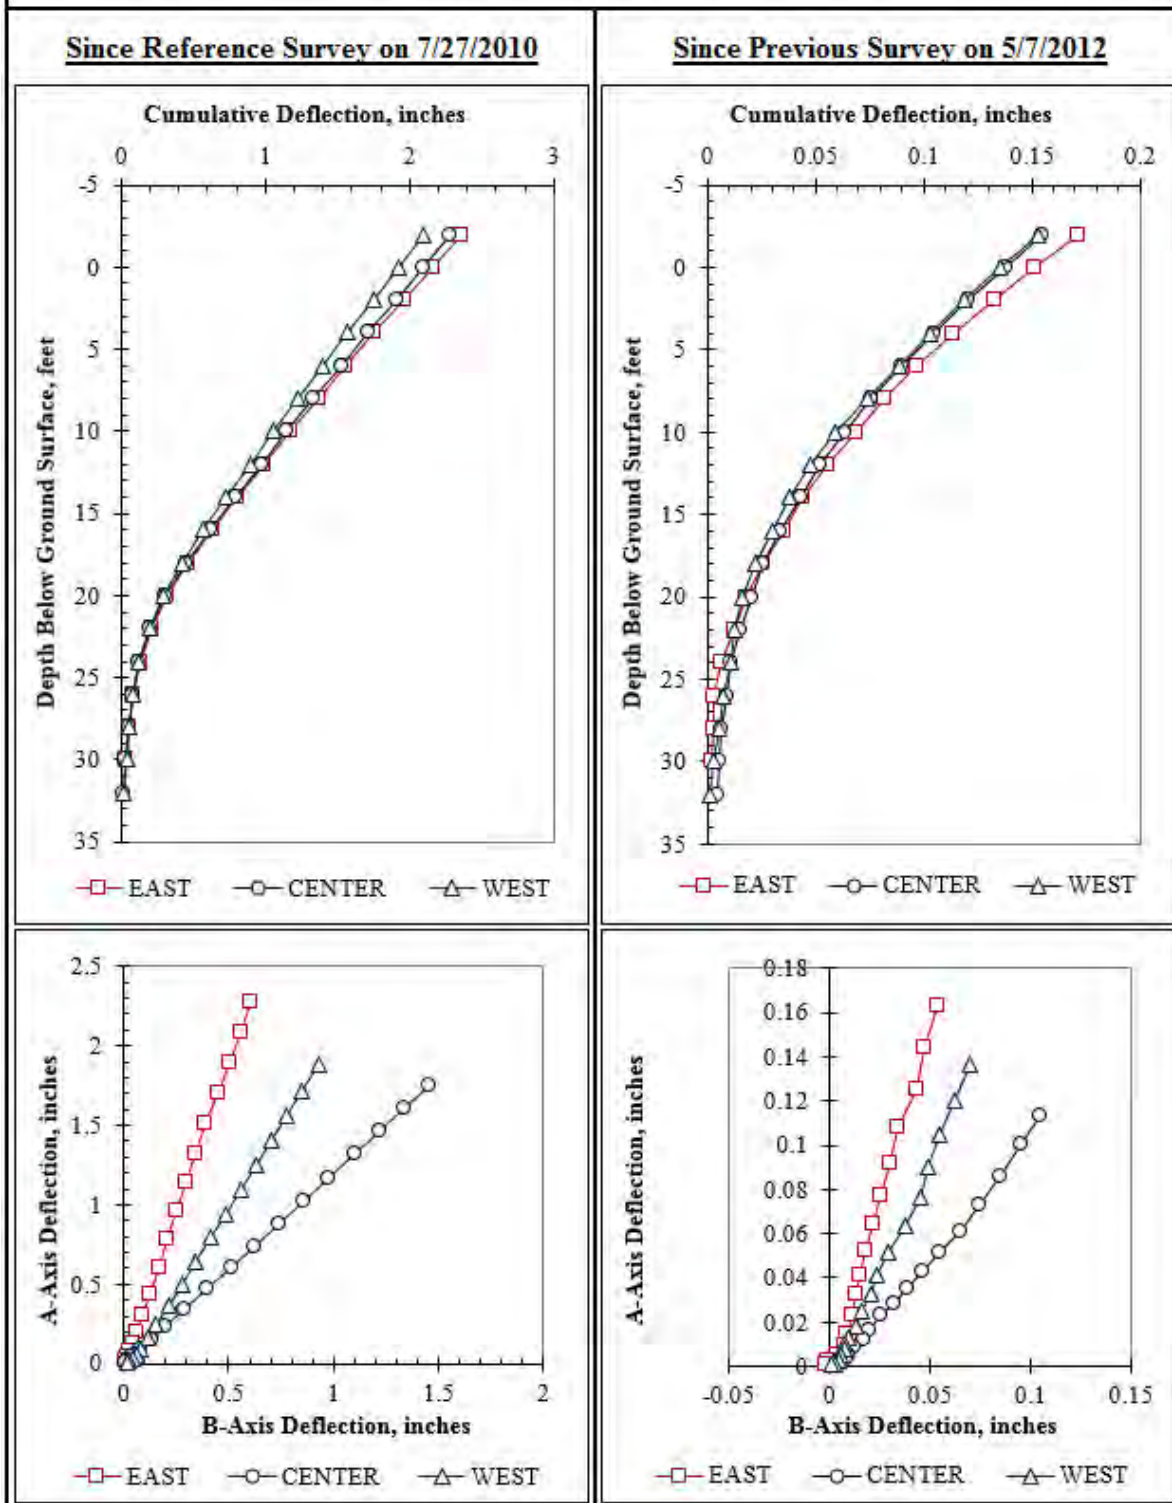 Since Reference Survey on 7/27/2010
Cumulative Deflection, inches
0 1 2 3
-5
0
5
10
15
20
25
30
35
Depth Below Ground Surface, feet
EAST CENTER WEST
Since Previous Survey on 5/7/2012
Cumulative Deflection, inches
0 0.05 0.1 0.15 0.2
-5
0
5
10
15
20
25
30
35
Depth Below Ground Surface, feet
EAST CENTER WEST
2.5
2
1.5
1
0.5
0
A-Axis Deflection, inches
0 0.5 1 1.5 2
B-Axis Deflection, inches
EAST CENTER WEST
0.18
0.16
0.14
0.12
0.1
0.08
0.06
0.04
0.02
0
A-Axis Deflection, inches
-0.05 0 0.05 0.1 0.15
B-Axis Deflection, inches
EAST CENTER WEST